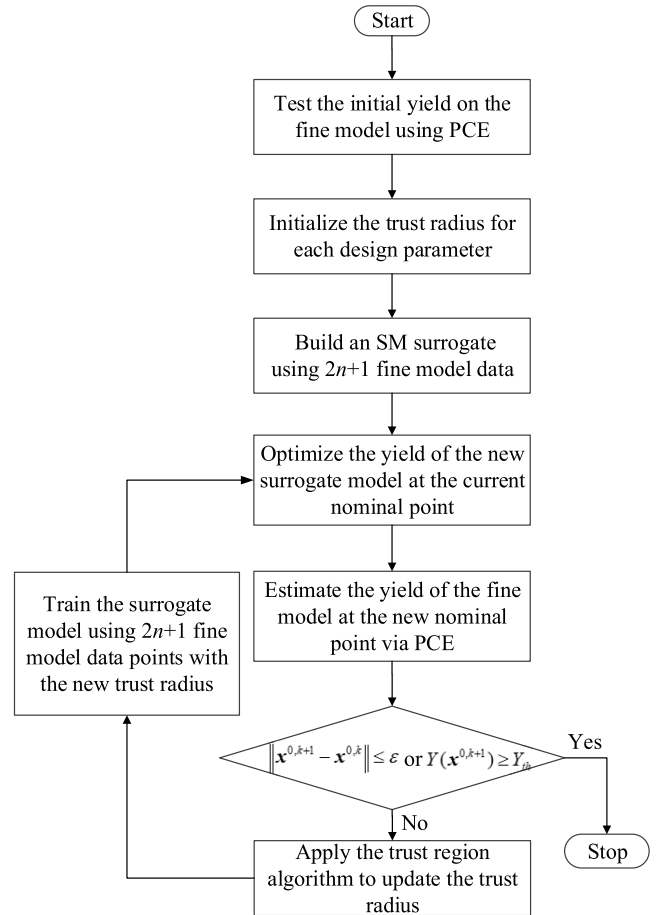 Start
Test the initial yield on the
fine model using PCE
Initialize the trust radius for
each design parameter
Build an SM surrogate
using 2n+1 fine model data
Optimize the yield of the new
surrogate model at the current
nominal point
Estimate the yield of the fine
model at the new nominal
point via PCE
‖x^{0,k+1} − x^{0,k}‖ ≤ ε or Y(x^{0,k+1}) ≥ Y_{th}
Yes
Stop
No
Apply the trust region
algorithm to update the trust
radius
Train the surrogate
model using 2n+1 fine
model data points with
the new trust radius